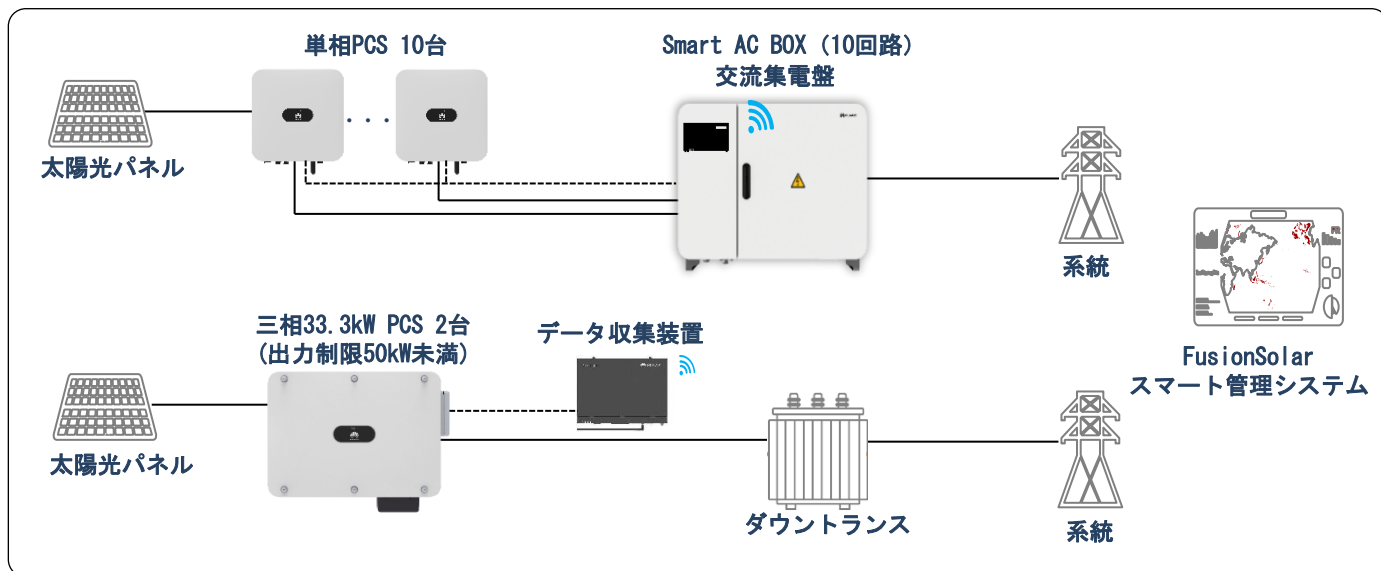 単相PCS 10台
Smart AC BOX (10回路)
交流集電盤
太陽光パネル
系統
三相33.3kW PCS 2台
(出力制限50kW未満)
データ収集装置
FusionSolar
スマート管理システム
太陽光パネル
ダウントランス
系統